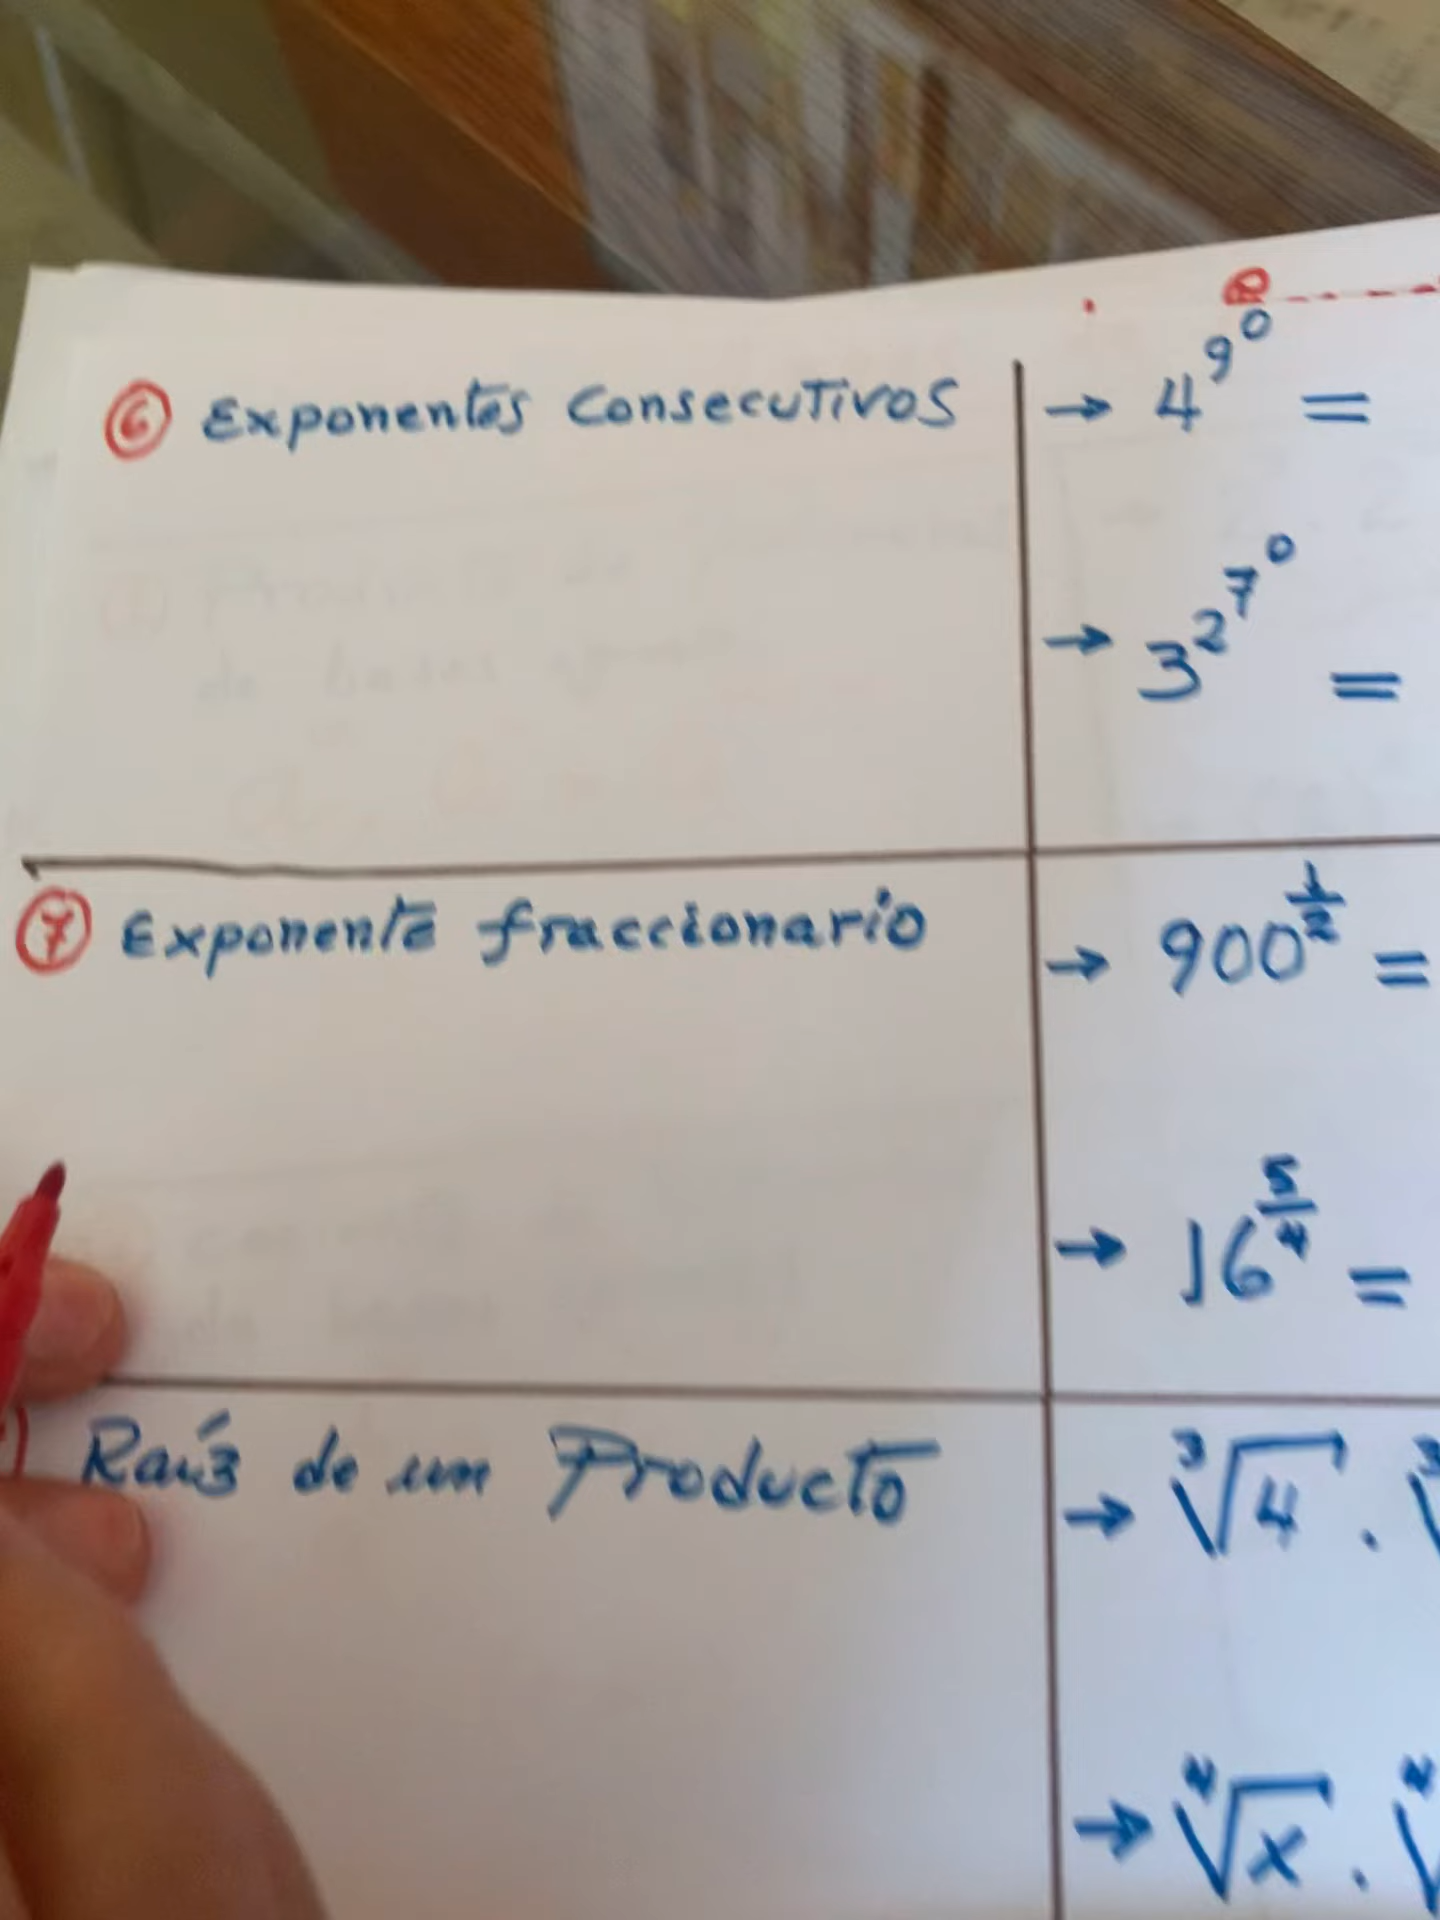 ⑥ Exponentes Consecutivos → 4^9^0 =
→ 3^2^7^0 =
⑦ Exponente fraccionario → 900^1/2 =
→ 16^5/4 =
Raíz de un Producto → ∛4 .
→ √x .